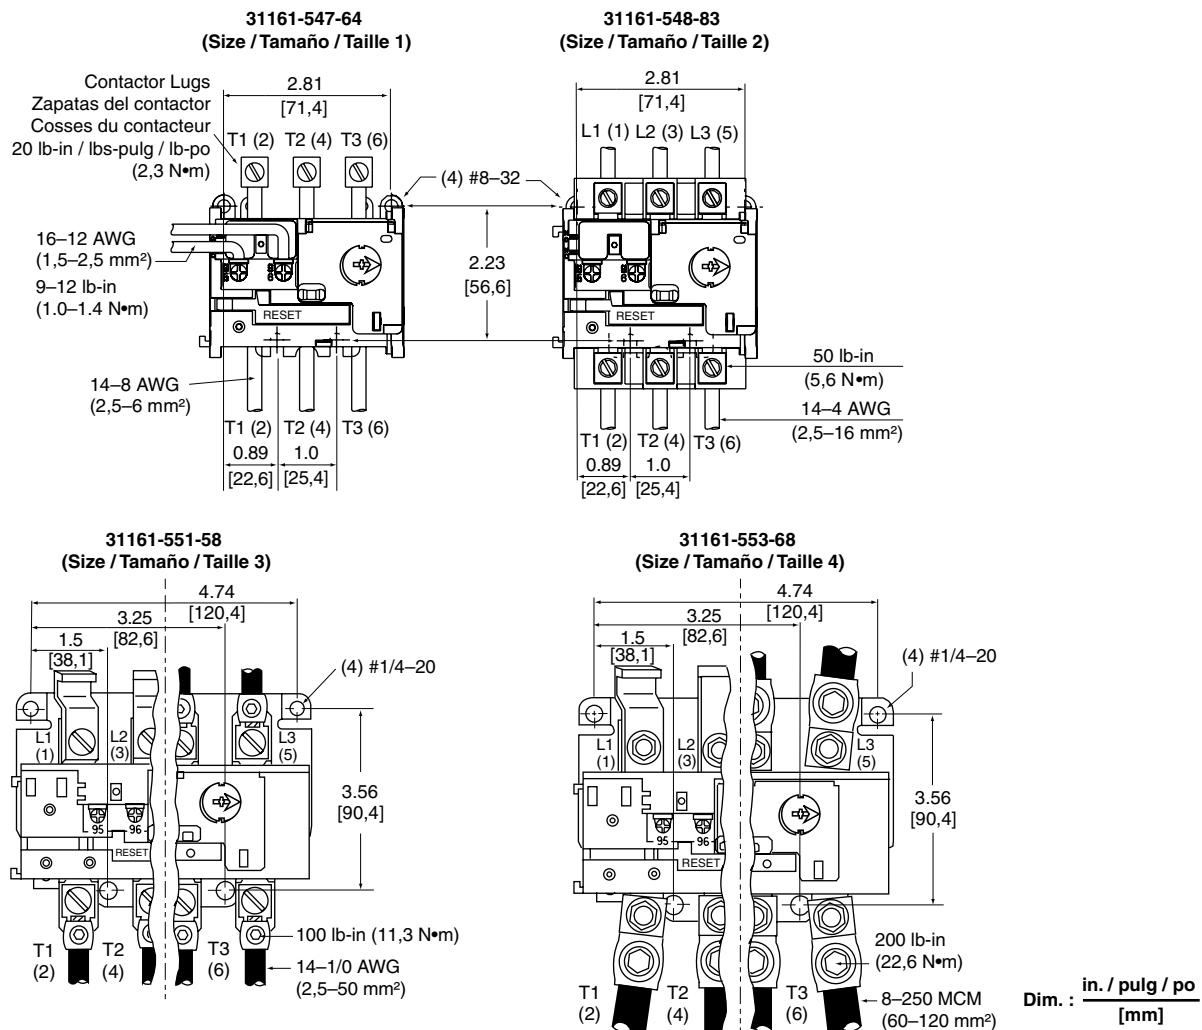 31161-547-64
(Size / Tamaño / Taille 1)
Contactor Lugs
Zapatas del contactor
Cosses du contacteur
20 lb-in / lbs-pulg / lb-po
(2,3 N•m)
2.81
[71,4]
T1 (2) T2 (4) T3 (6)
(4) #8–32
16–12 AWG
(1,5–2,5 mm²)
9–12 lb-in
(1.0–1.4 N•m)
2.23
[56,6]
RESET
14–8 AWG
(2,5–6 mm²)
T1 (2) T2 (4) T3 (6)
0.89 1.0
[22,6] [25,4]
31161-548-83
(Size / Tamaño / Taille 2)
2.81
[71,4]
L1 (1) L2 (3) L3 (5)
RESET
50 lb-in
(5,6 N•m)
14–4 AWG
(2,5–16 mm²)
T1 (2) T2 (4) T3 (6)
0.89 1.0
[22,6] [25,4]
31161-551-58
(Size / Tamaño / Taille 3)
4.74
[120,4]
3.25
[82,6]
1.5
[38,1]
(4) #1/4–20
L1
(1)
L2
(3)
L3
(5)
3.56
[90,4]
95 96
RESET
T1
(2)
T2
(4)
T3
(6)
100 lb-in (11,3 N•m)
14–1/0 AWG
(2,5–50 mm²)
31161-553-68
(Size / Tamaño / Taille 4)
4.74
[120,4]
3.25
[82,6]
1.5
[38,1]
(4) #1/4–20
L1
(1)
L2
(3)
L3
(5)
3.56
[90,4]
95 96
RESET
T1
(2)
T2
(4)
T3
(6)
200 lb-in
(22,6 N•m)
8–250 MCM
(60–120 mm²)
Dim. : in. / pulg / po
[mm]